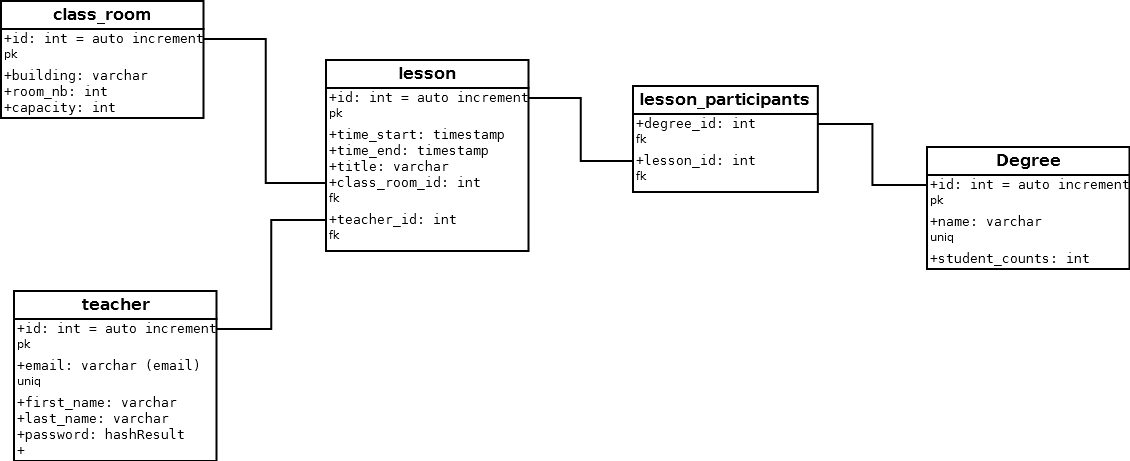 class_room
+id: int = auto increment
pk
+building: varchar
+room_nb: int
+capacity: int
lesson
+id: int = auto increment
pk
+time_start: timestamp
+time_end: timestamp
+title: varchar
+class_room_id: int
fk
+teacher_id: int
fk
lesson_participants
+degree_id: int
fk
+lesson_id: int
fk
Degree
+id: int = auto increment
pk
+name: varchar
uniq
+student_counts: int
teacher
+id: int = auto increment
pk
+email: varchar (email)
uniq
+first_name: varchar
+last_name: varchar
+password: hashResult
+